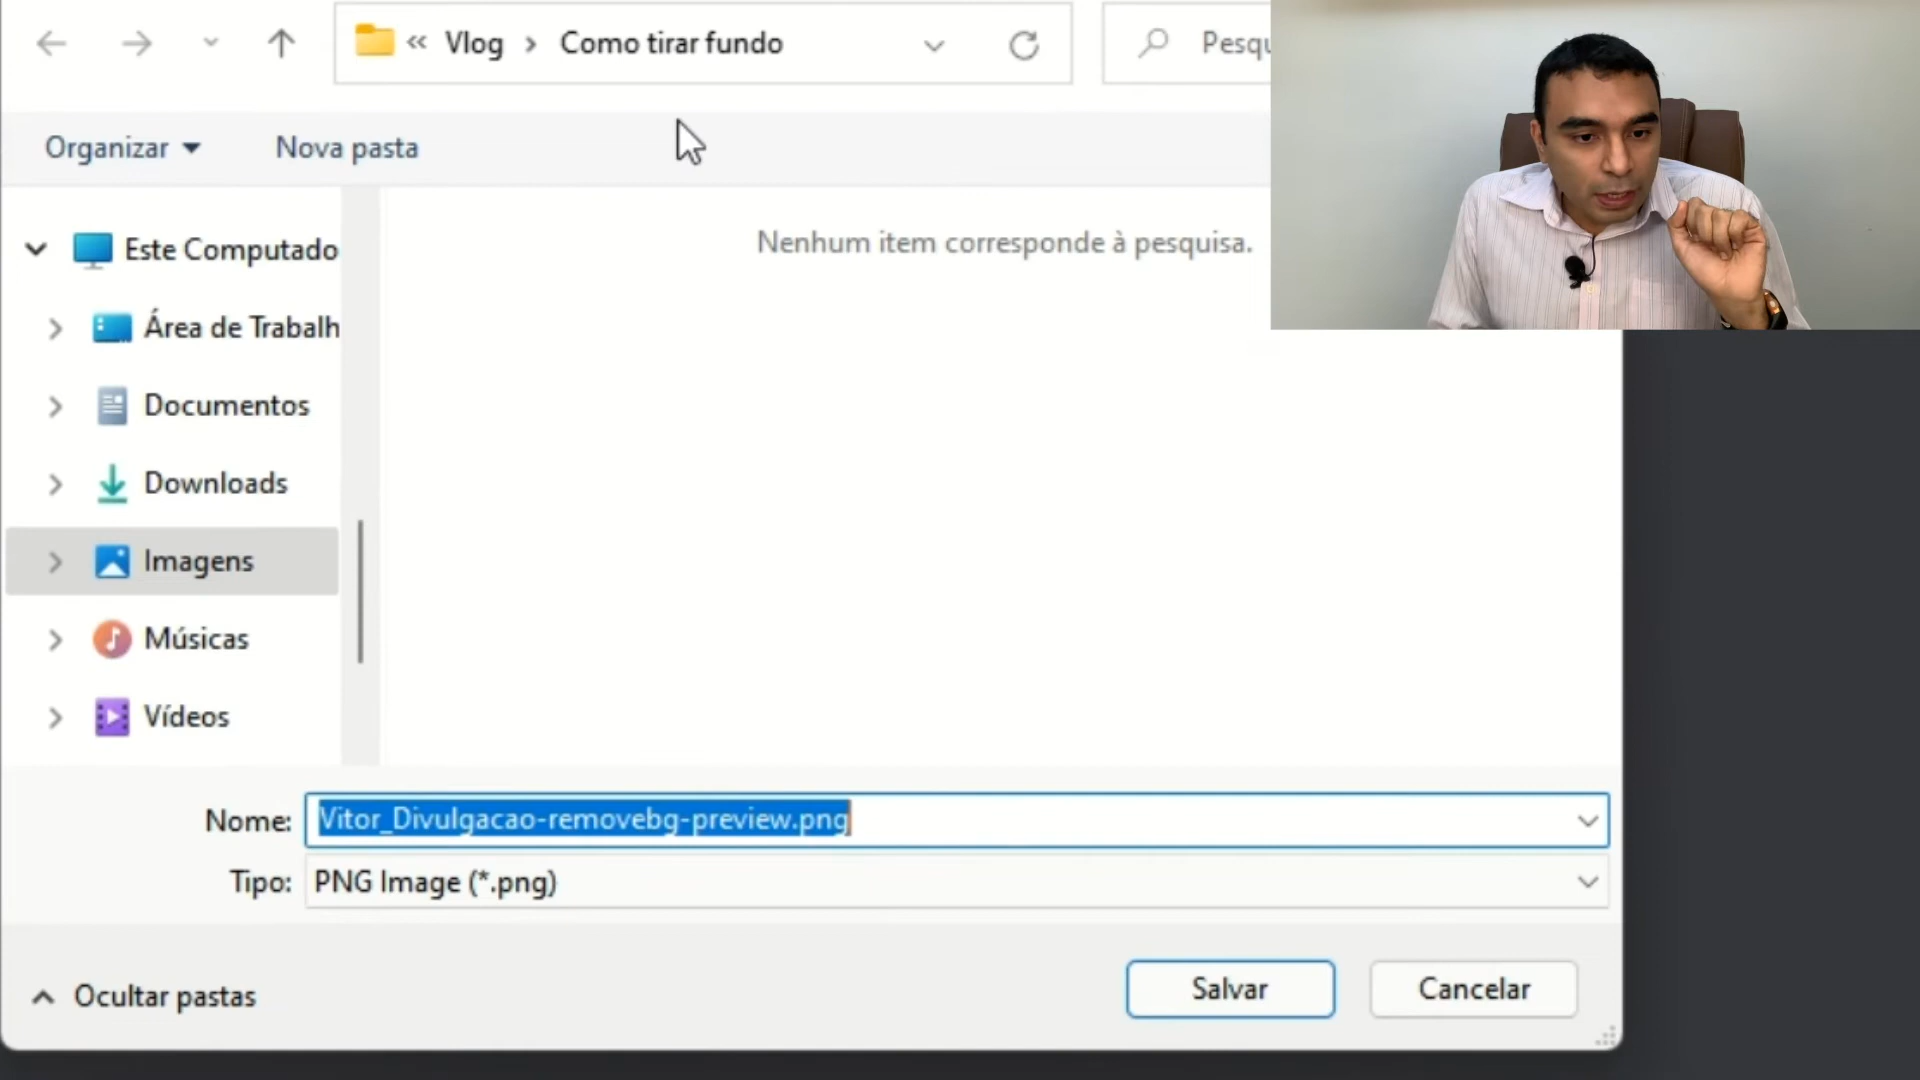 « Vlog > Como tirar fundo
Pesqu
Organizar
Nova pasta
Nenhum item corresponde à pesquisa.
Este Computado
Área de Trabalh
Documentos
Downloads
Imagens
Músicas
Vídeos
Nome: Vitor_Divulgacao-removebg-preview.png
Tipo: PNG Image (*.png)
Ocultar pastas
Salvar
Cancelar